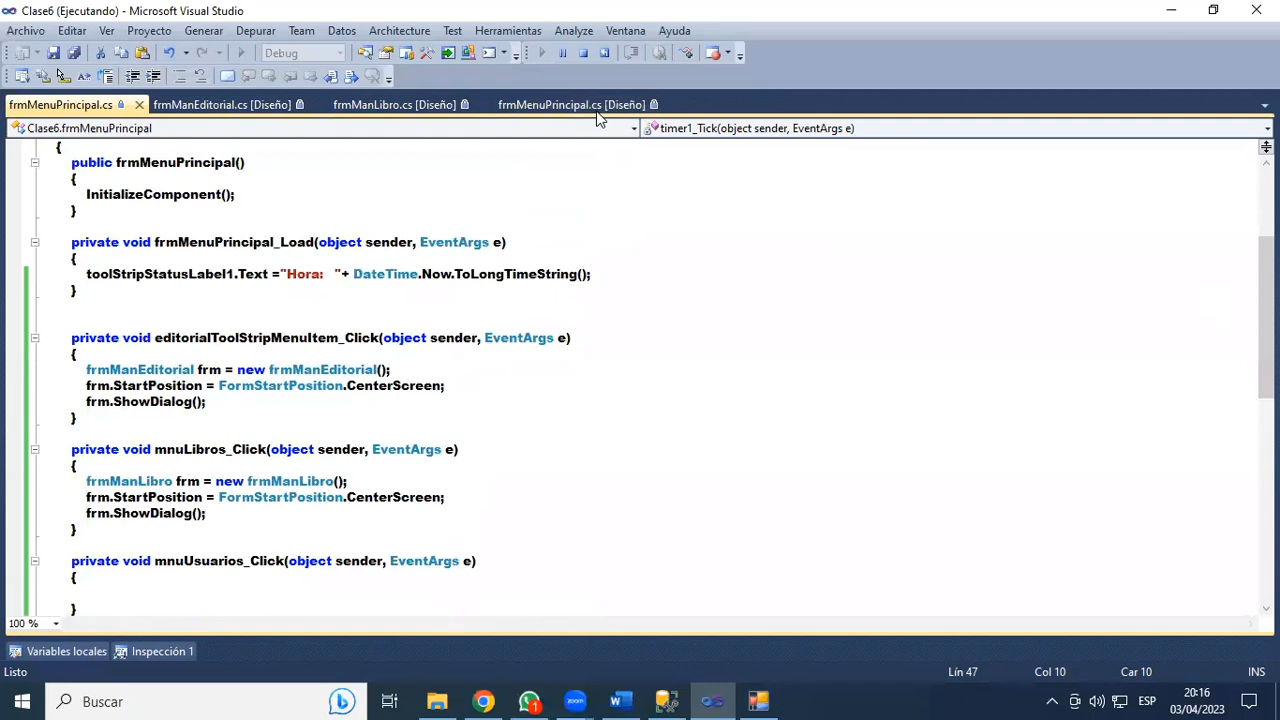 Clase6 (Ejecutando) - Microsoft Visual Studio
Archivo Editar Ver Proyecto Generar Depurar Team Datos Architecture Test Herramientas Analyze Ventana Ayuda
Debug
frmMenuPrincipal.cs frmManEditorial.cs [Diseño] frmManLibro.cs [Diseño] frmMenuPrincipal.cs [Diseño]
Clase6.frmMenuPrincipal timer1_Tick(object sender, EventArgs e)
{
public frmMenuPrincipal()
{
InitializeComponent();
}
private void frmMenuPrincipal_Load(object sender, EventArgs e)
{
toolStripStatusLabel1.Text ="Hora:   "+ DateTime.Now.ToLongTimeString();
}
private void editorialToolStripMenuItem_Click(object sender, EventArgs e)
{
frmManEditorial frm = new frmManEditorial();
frm.StartPosition = FormStartPosition.CenterScreen;
frm.ShowDialog();
}
private void mnuLibros_Click(object sender, EventArgs e)
{
frmManLibro frm = new frmManLibro();
frm.StartPosition = FormStartPosition.CenterScreen;
frm.ShowDialog();
}
private void mnuUsuarios_Click(object sender, EventArgs e)
{
}
100 %
Variables locales Inspección 1
Listo Lín 47 Col 10 Car 10 INS
Buscar 1 zoom ESP 20:16
03/04/2023